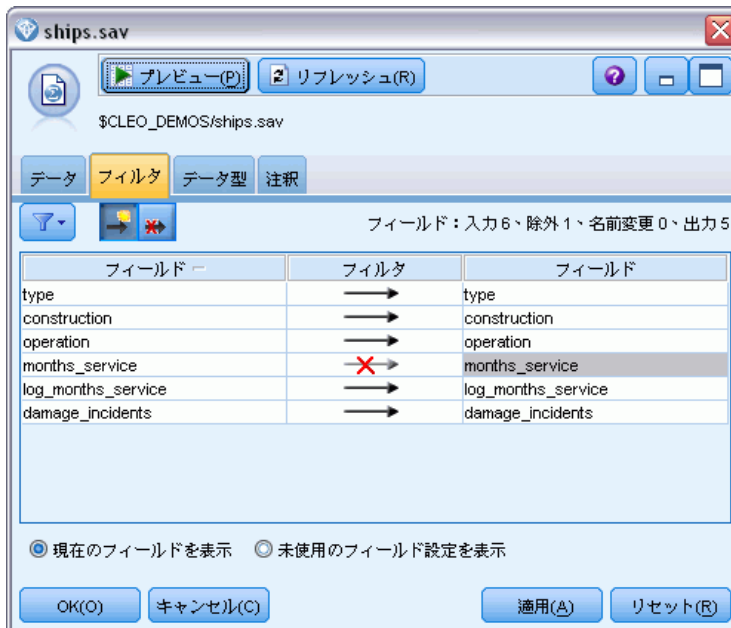 ships.sav
プレビュー(P) リフレッシュ(R)
$CLEO_DEMOS/ships.sav
データ フィルタ データ型 注釈
フィールド：入力 6、除外 1、名前変更 0、出力 5
フィールド フィルタ フィールド
type type
construction construction
operation operation
months_service months_service
log_months_service log_months_service
damage_incidents damage_incidents
現在のフィールドを表示 未使用のフィールド設定を表示
OK(O) キャンセル(C) 適用(A) リセット(R)